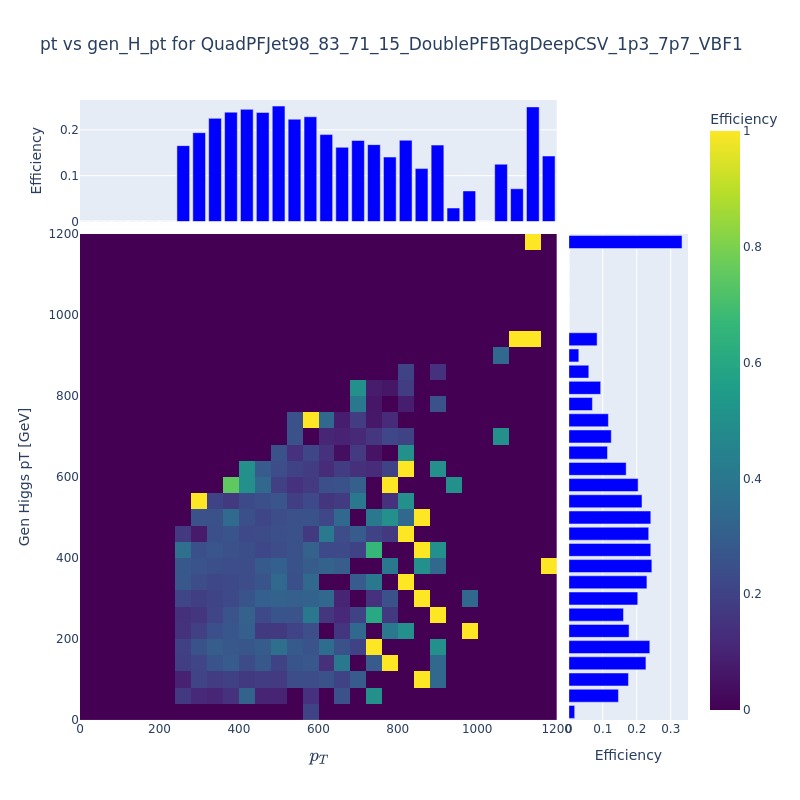 pt vs gen_H_pt for QuadPFJet98_83_71_15_DoublePFBTagDeepCSV_1p3_7p7_VBF1
Efficiency
0.2
0.1
0
Efficiency
1
0.8
0.6
0.4
0.2
0
Gen Higgs pT [GeV]
1200
1000
800
600
400
200
0
0 200 400 600 800 1000 1200
p_T
0 0.1 0.2 0.3
Efficiency